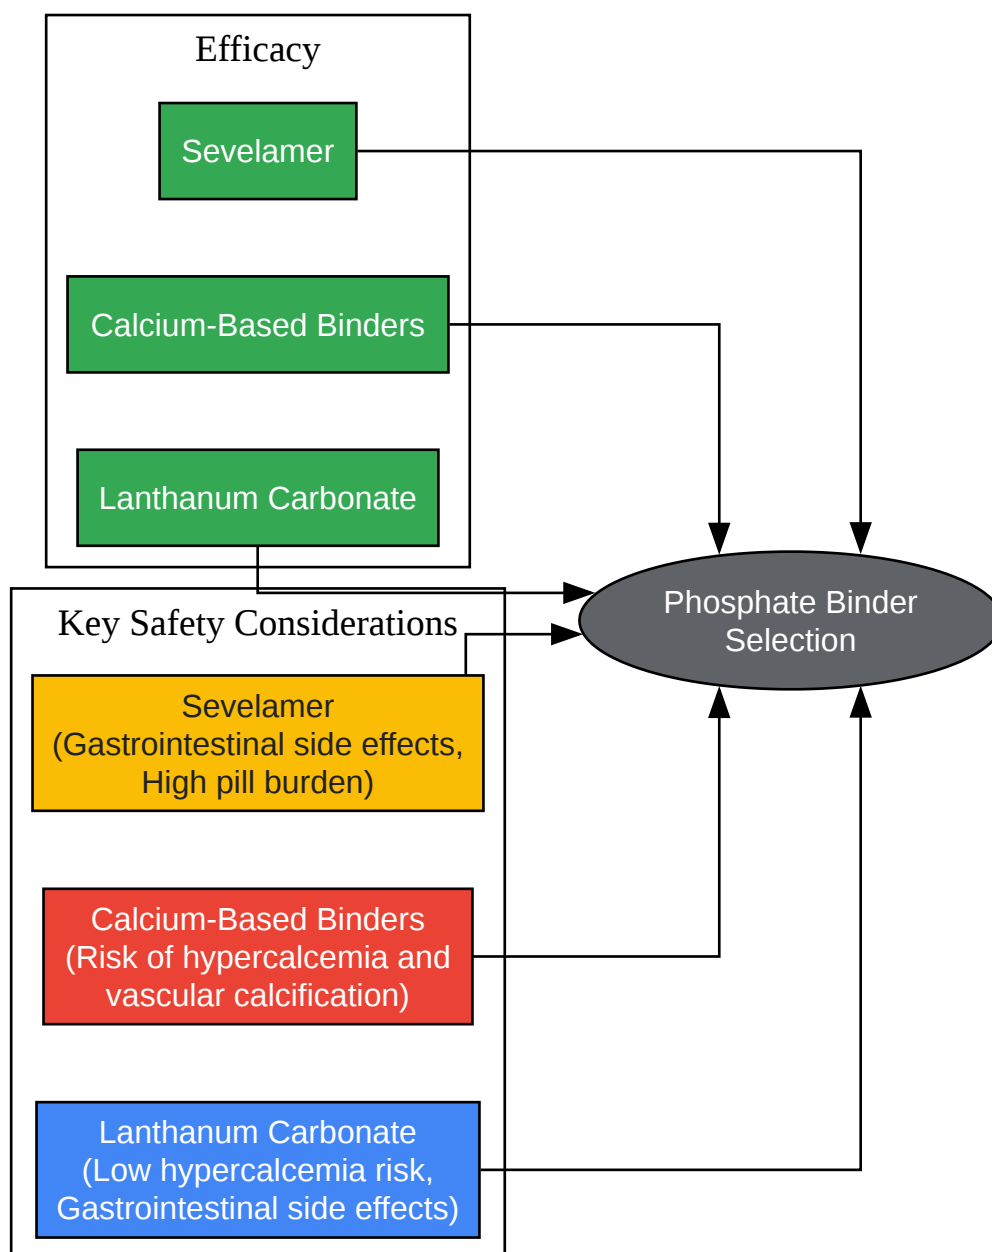 Efficacy
Sevelamer
Calcium-Based Binders
Lanthanum Carbonate
Phosphate Binder
Selection
Key Safety Considerations
Sevelamer
(Gastrointestinal side effects,
High pill burden)
Calcium-Based Binders
(Risk of hypercalcemia and
vascular calcification)
Lanthanum Carbonate
(Low hypercalcemia risk,
Gastrointestinal side effects)